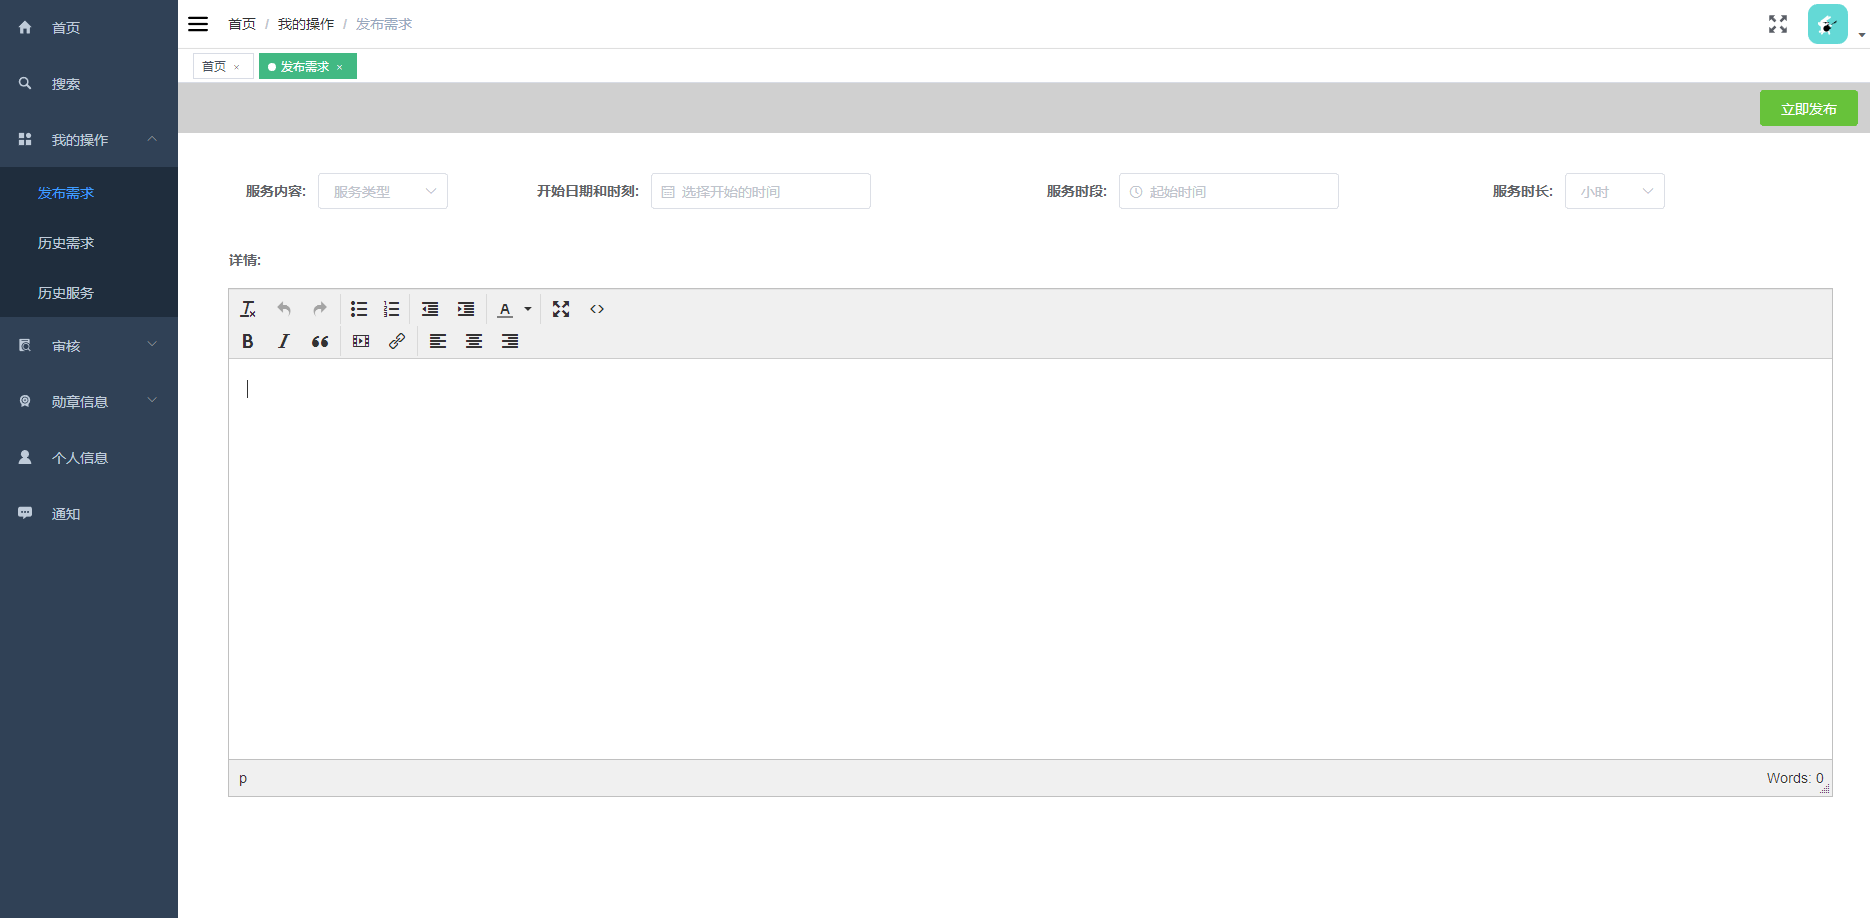 首页
搜索
我的操作
发布需求
历史需求
历史服务
审核
勋章信息
个人信息
通知
首页 / 我的操作 / 发布需求
首页 × 发布需求 ×
立即发布
服务内容: 服务类型 开始日期和时刻: 选择开始的时间 服务时段: 起始时间 服务时长: 小时
详情:
p Words: 0